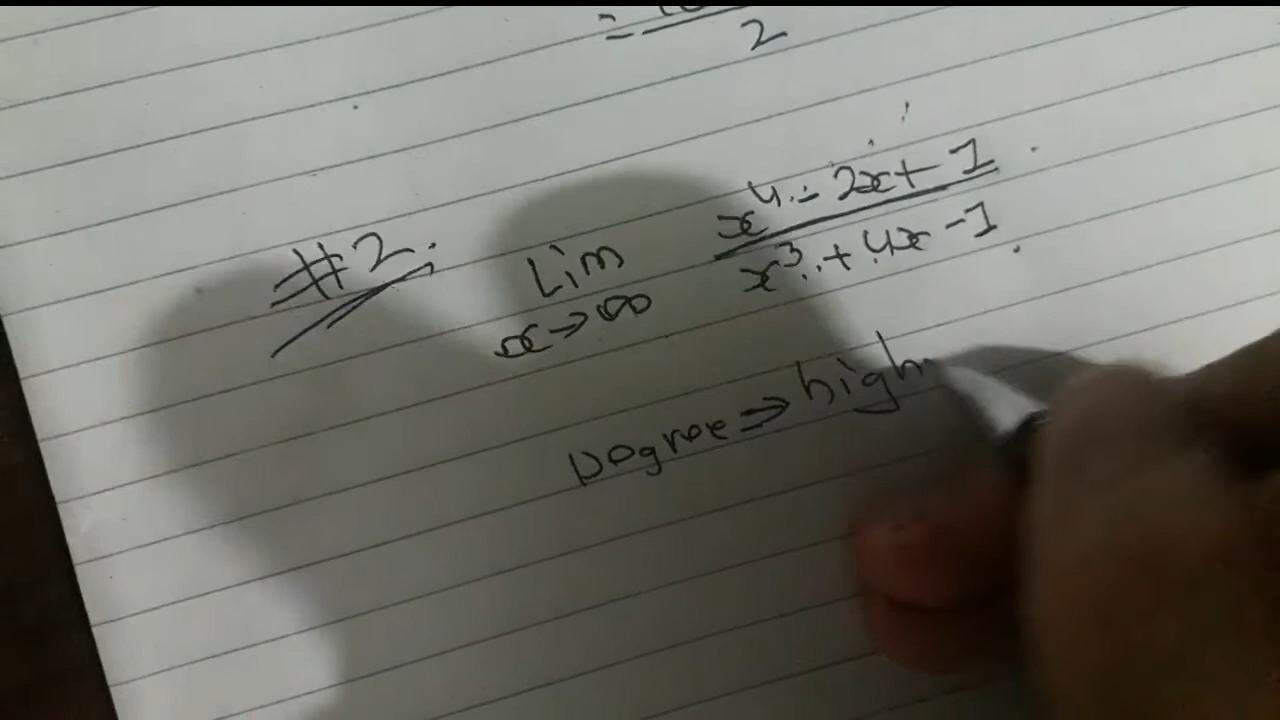 2
#2. Lim x→∞ x⁴ - 2x + 1 / x³ + 4x - 1
Degree ⇒ high